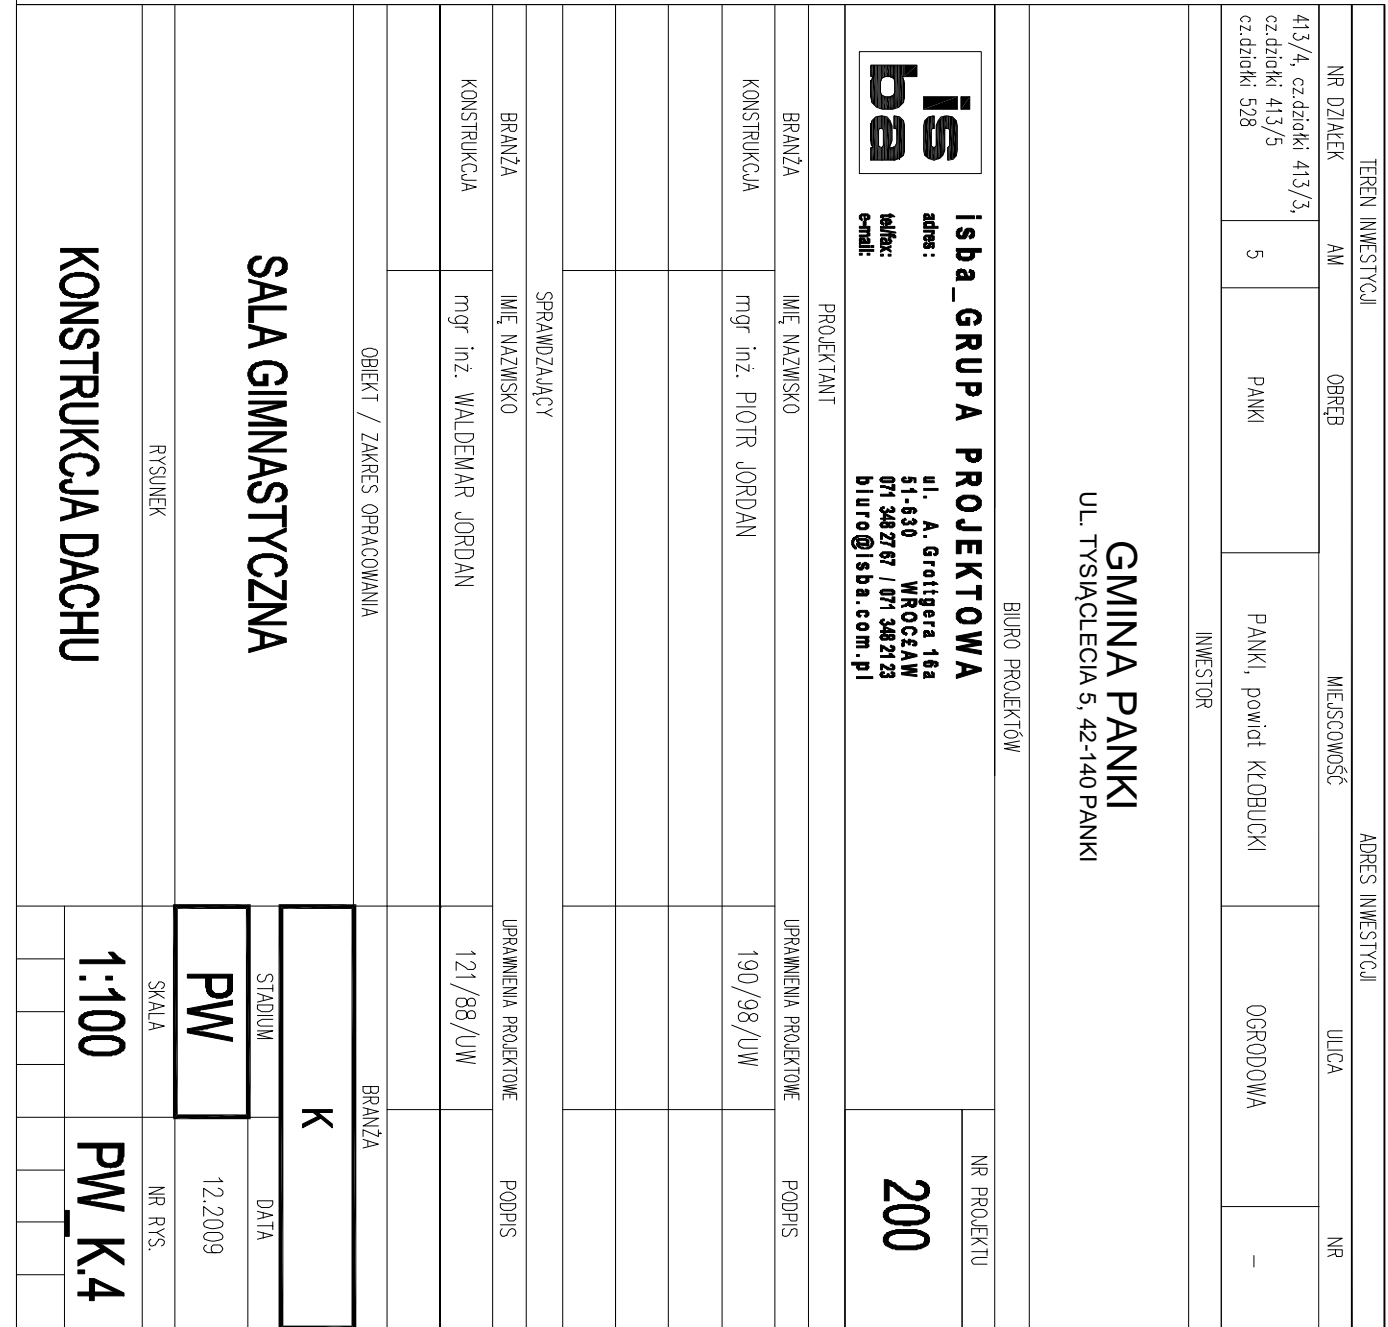 TEREN INWESTYCJI
ADRES INWESTYCJI
NR DZIAŁEK
AM
OBRĘB
MIEJSCOWOŚĆ
ULICA
NR
413/4, cz.działki 413/3,
cz.działki 413/5
cz.działki 528
5
PANKI
PANKI, powiat KŁOBUCKI
OGRODOWA
-
INWESTOR
GMINA PANKI
UL. TYSIĄCLECIA 5, 42-140 PANKI
BIURO PROJEKTÓW
isba
isba_GRUPA PROJEKTOWA
adres: ul. A. Grottgera 16a
51-630 WROC£AW
tel/fax: 071 348 27 67 / 071 348 21 23
e-mail: biuro@isba.com.pl
NR PROJEKTU
200
PROJEKTANT
BRANŻA
IMIĘ NAZWISKO
UPRAWNIENIA PROJEKTOWE
PODPIS
KONSTRUKCJA
mgr inż. PIOTR JORDAN
190/98/UW
SPRAWDZAJĄCY
BRANŻA
IMIĘ NAZWISKO
UPRAWNIENIA PROJEKTOWE
PODPIS
KONSTRUKCJA
mgr inż. WALDEMAR JORDAN
121/88/UW
OBIEKT / ZAKRES OPRACOWANIA
BRANŻA
SALA GIMNASTYCZNA
K
STADIUM
DATA
PW
12.2009
RYSUNEK
SKALA
NR RYS.
KONSTRUKCJA DACHU
1:100
PW_K.4